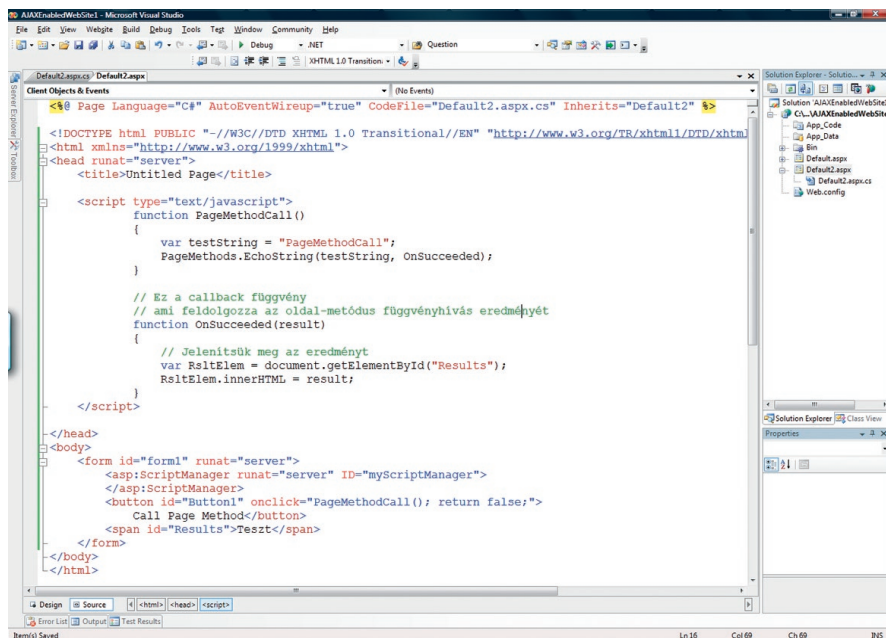 AJAXEnabledWebSite1 - Microsoft Visual Studio
File Edit View Website Build Debug Tools Test Window Community Help
Debug .NET Question
XHTML 1.0 Transition
Default2.aspx.cs Default2.aspx
Client Objects & Events (No Events)
<%@ Page Language="C#" AutoEventWireup="true" CodeFile="Default2.aspx.cs" Inherits="Default2" %>
<!DOCTYPE html PUBLIC "-//W3C//DTD XHTML 1.0 Transitional//EN" "http://www.w3.org/TR/xhtml1/DTD/xhtml
<html xmlns="http://www.w3.org/1999/xhtml">
<head runat="server">
<title>Untitled Page</title>
<script type="text/javascript">
function PageMethodCall()
{
var testString = "PageMethodCall";
PageMethods.EchoString(testString, OnSucceeded);
}
// Ez a callback függvény
// ami feldolgozza az oldal-metódus függvényhívás eredményét
function OnSucceeded(result)
{
// Jelenítsük meg az eredményt
var RsltElem = document.getElementById("Results");
RsltElem.innerHTML = result;
}
</script>
</head>
<body>
<form id="form1" runat="server">
<asp:ScriptManager runat="server" ID="myScriptManager">
</asp:ScriptManager>
<button id="Button1" onclick="PageMethodCall(); return false;">
Call Page Method</button>
<span id="Results">Teszt</span>
</form>
</body>
</html>
Design Source <html> <head> <script>
Error List Output Test Results
Item(s) Saved Ln 16 Col 69 Ch 69 INS
Server Explorer Toolbox
Solution Explorer - Solutio...
Solution 'AJAXEnabledWebSite
C:\...\AJAXEnabledWebSite
App_Code
App_Data
Bin
Default.aspx
Default2.aspx
Default2.aspx.cs
Web.config
Solution Explorer Class View
Properties